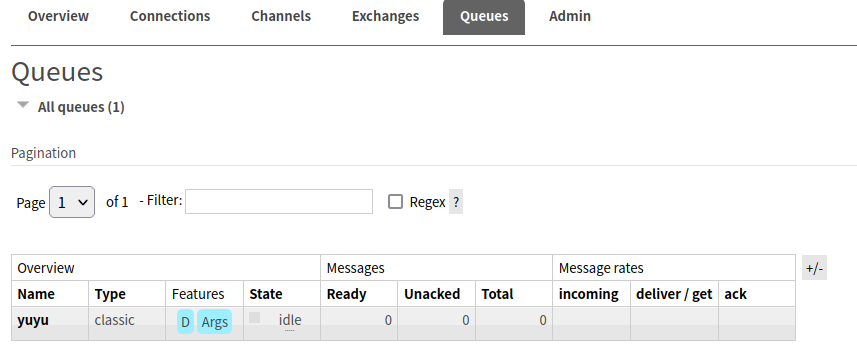 Overview Connections Channels Exchanges Queues Admin
Queues
All queues (1)
Pagination
Page 1 of 1 - Filter: Regex ?
Overview Messages Message rates +/-
Name Type Features State Ready Unacked Total incoming deliver / get ack
yuyu classic D Args idle 0 0 0